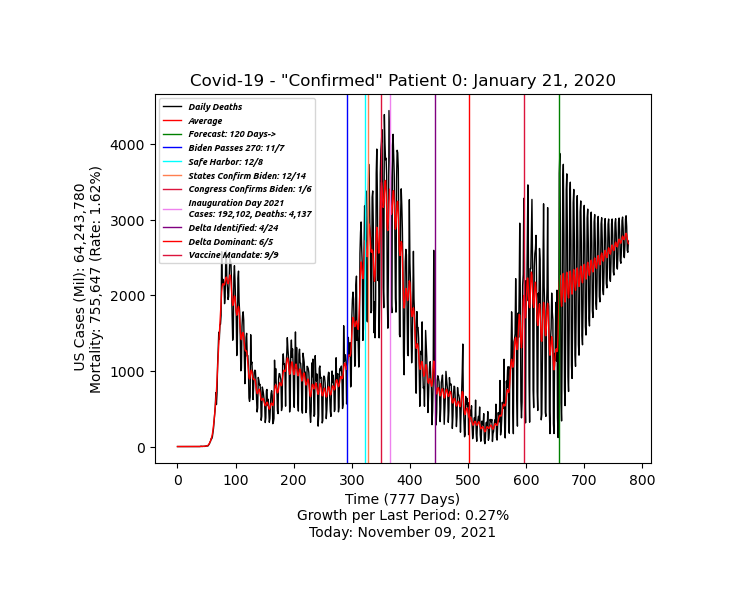 Covid-19 - "Confirmed" Patient 0: January 21, 2020
US Cases (Mil): 64,243,780
Mortality: 755,647 (Rate: 1.62%)
4000
3000
2000
1000
0
Daily Deaths
Average
Forecast: 120 Days->
Biden Passes 270: 11/7
Safe Harbor: 12/8
States Confirm Biden: 12/14
Congress Confirms Biden: 1/6
Inauguration Day 2021
Cases: 192,102, Deaths: 4,137
Delta Identified: 4/24
Delta Dominant: 6/5
Vaccine Mandate: 9/9
0 100 200 300 400 500 600 700 800
Time (777 Days)
Growth per Last Period: 0.27%
Today: November 09, 2021